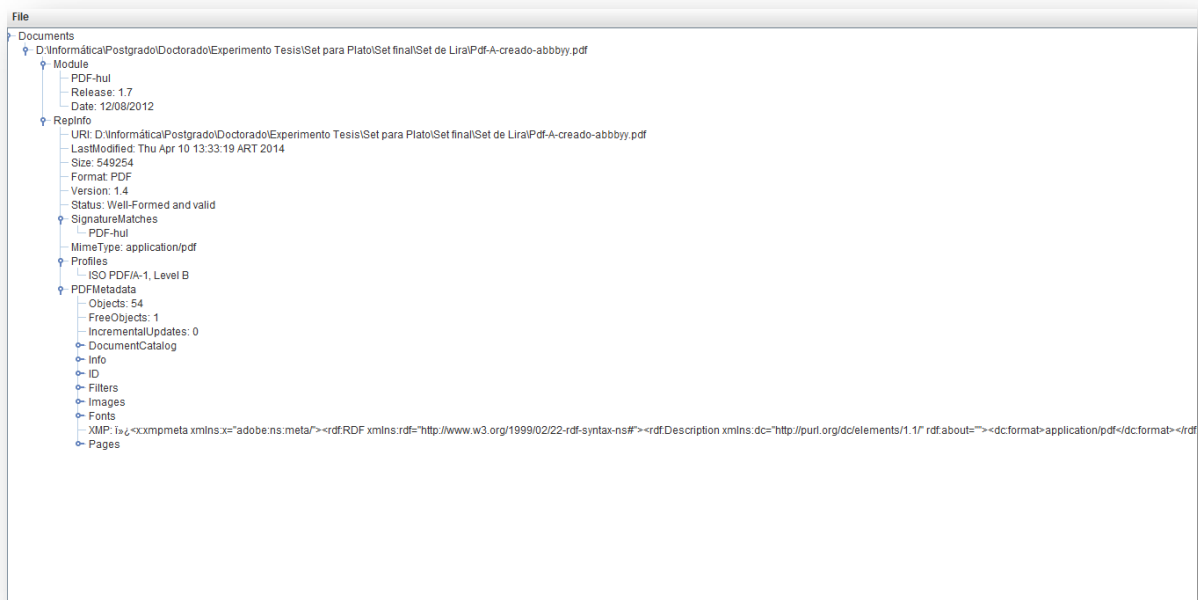 File
Documents
D:\Informática\Postgrado\Doctorado\Experimento Tesis\Set para Plato\Set final\Set de Lira\Pdf-A-creado-abbbyy.pdf
Module
PDF-hul
Release: 1.7
Date: 12/08/2012
RepInfo
URI: D:\Informática\Postgrado\Doctorado\Experimento Tesis\Set para Plato\Set final\Set de Lira\Pdf-A-creado-abbbyy.pdf
LastModified: Thu Apr 10 13:33:19 ART 2014
Size: 549254
Format: PDF
Version: 1.4
Status: Well-Formed and valid
SignatureMatches
PDF-hul
MimeType: application/pdf
Profiles
ISO PDF/A-1, Level B
PDFMetadata
Objects: 54
FreeObjects: 1
IncrementalUpdates: 0
DocumentCatalog
Info
ID
Filters
Images
Fonts
XMP: ï»¿<x:xmpmeta xmlns:x="adobe:ns:meta/"><rdf:RDF xmlns:rdf="http://www.w3.org/1999/02/22-rdf-syntax-ns#"><rdf:Description xmlns:dc="http://purl.org/dc/elements/1.1/" rdf:about=""><dc:format>application/pdf</dc:format></rdf
Pages